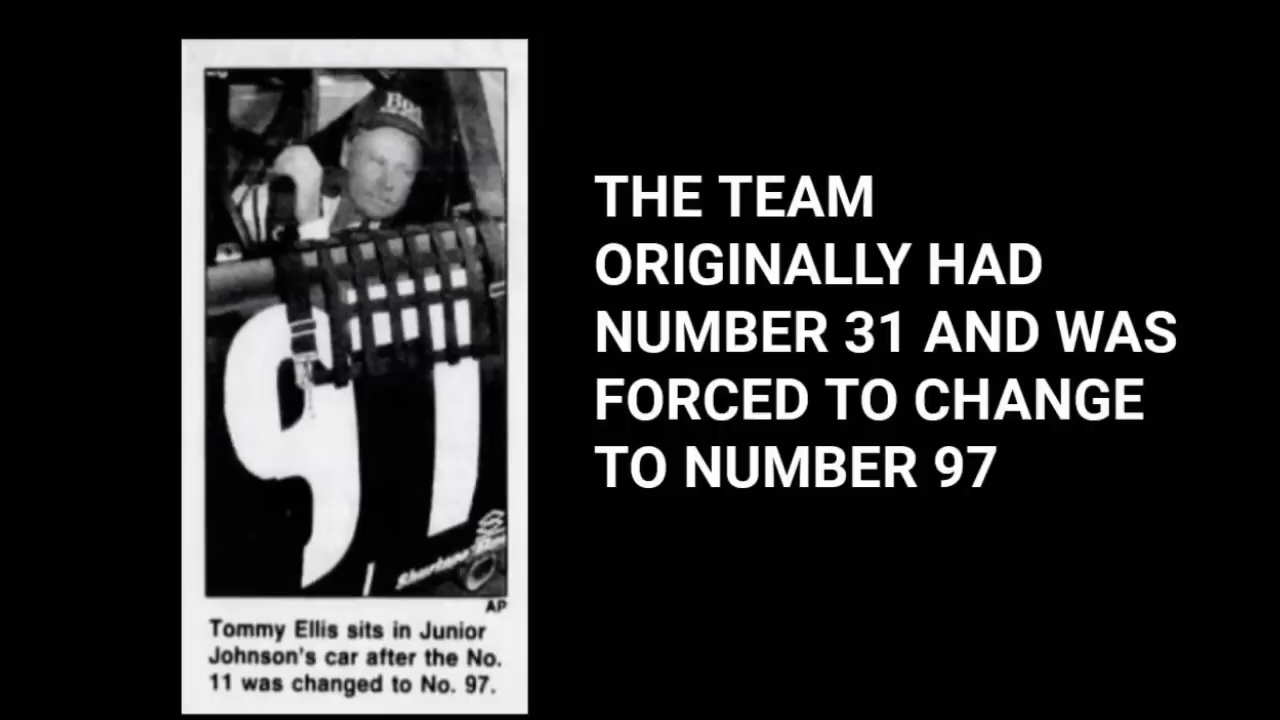 97
AP
Tommy Ellis sits in Junior
Johnson's car after the No.
11 was changed to No. 97.
THE TEAM
ORIGINALLY HAD
NUMBER 31 AND WAS
FORCED TO CHANGE
TO NUMBER 97